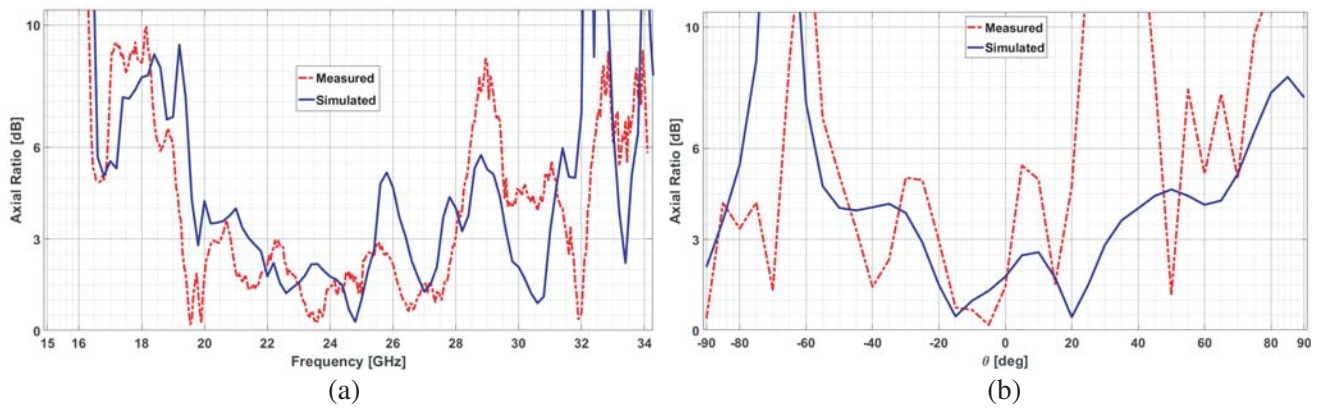 10
6
3
0
Axial Ratio [dB]
Measured
Simulated
15 16 18 20 22 24 26 28 30 32 34
Frequency [GHz]
(a)
10
6
3
0
Axial Ratio [dB]
Measured
Simulated
-90 -80 -60 -40 -20 0 20 40 60 80 90
θ [deg]
(b)